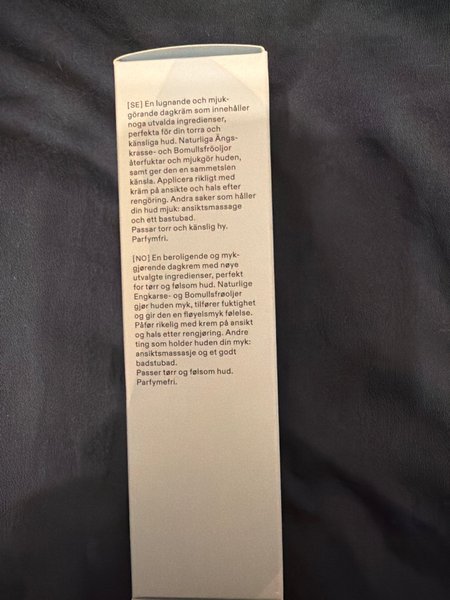 [SE] En lugnande och mjuk-
görande dagkräm som innehåller
noga utvalda ingredienser,
perfekta för din torra och
känsliga hud. Naturliga Ängs-
krasse- och Bomullsfröoljor
återfuktar och mjukgör huden,
samt ger den en sammetslen
känsla. Applicera rikligt med
kräm på ansikte och hals efter
rengöring. Andra saker som håller
din hud mjuk: ansiktsmassage
och ett bastubad.
Passar torr och känslig hy.
Parfymfri.
[NO] En beroligende og myk-
gjørende dagkrem med nøye
utvalgte ingredienser, perfekt
for tørr og følsom hud. Naturlige
Engkarse- og Bomullsfrøoljer
gjør huden myk, tilfører fuktighet
og gir den en fløyelsmyk følelse.
Påfør rikelig med krem på ansikt
og hals etter rengjøring. Andre
ting som holder huden din myk:
ansiktsmassasje og et godt
badstubad.
Passer tørr og følsom hud.
Parfymefri.